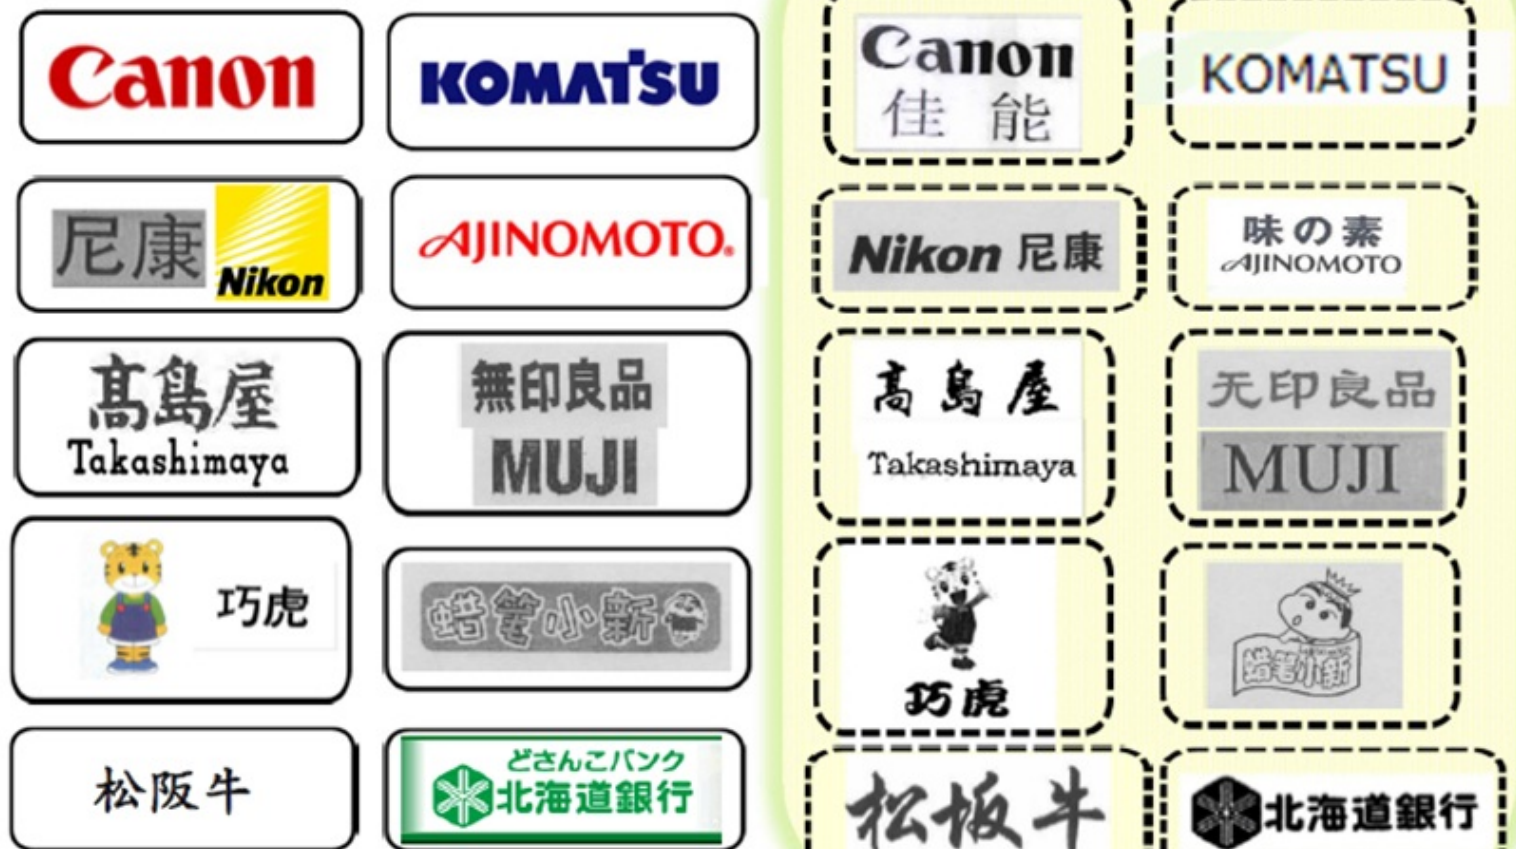 Canon
KOMATSU
尼康
Nikon
AJINOMOTO®
髙島屋
Takashimaya
無印良品
MUJI
巧虎
蜡笔小新
松阪牛
どさんこバンク
北海道銀行
Canon
佳能
KOMATSU
Nikon 尼康
味の素
AJINOMOTO
髙島屋
Takashimaya
无印良品
MUJI
巧虎
蜡笔小新
松坂牛
北海道銀行